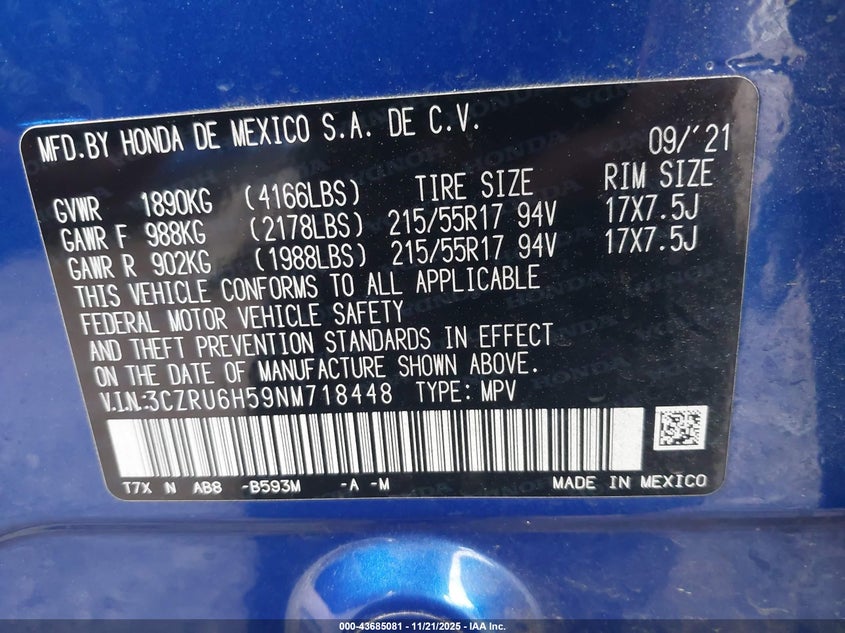 MFD.BY HONDA DE MEXICO S.A. DE C.V. 09/'21
GVWR 1890KG (4166LBS) TIRE SIZE RIM SIZE
GAWR F 988KG (2178LBS) 215/55R17 94V 17X7.5J
GAWR R 902KG (1988LBS) 215/55R17 94V 17X7.5J
THIS VEHICLE CONFORMS TO ALL APPLICABLE
FEDERAL MOTOR VEHICLE SAFETY
AND THEFT PREVENTION STANDARDS IN EFFECT
ON THE DATE OF MANUFACTURE SHOWN ABOVE.
V.I.N:3CZRU6H59NM718448 TYPE: MPV
T7X N AB8 -B593M -A -M MADE IN MEXICO
000-43685081 - 11/21/2025 - IAA Inc.